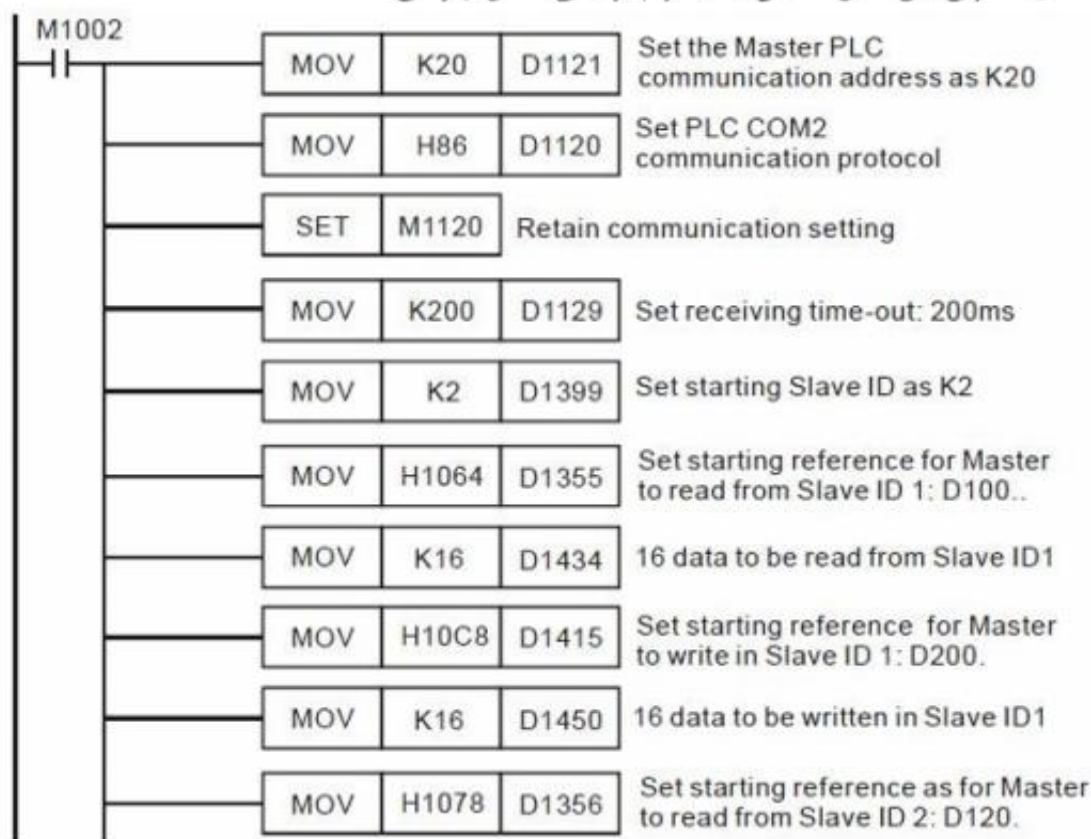 M1002
MOV K20 D1121 Set the Master PLC
communication address as K20
MOV H86 D1120 Set PLC COM2
communication protocol
SET M1120 Retain communication setting
MOV K200 D1129 Set receiving time-out: 200ms
MOV K2 D1399 Set starting Slave ID as K2
MOV H1064 D1355 Set starting reference for Master
to read from Slave ID 1: D100..
MOV K16 D1434 16 data to be read from Slave ID1
MOV H10C8 D1415 Set starting reference for Master
to write in Slave ID 1: D200.
MOV K16 D1450 16 data to be written in Slave ID1
MOV H1078 D1356 Set starting reference as for Master
to read from Slave ID 2: D120.